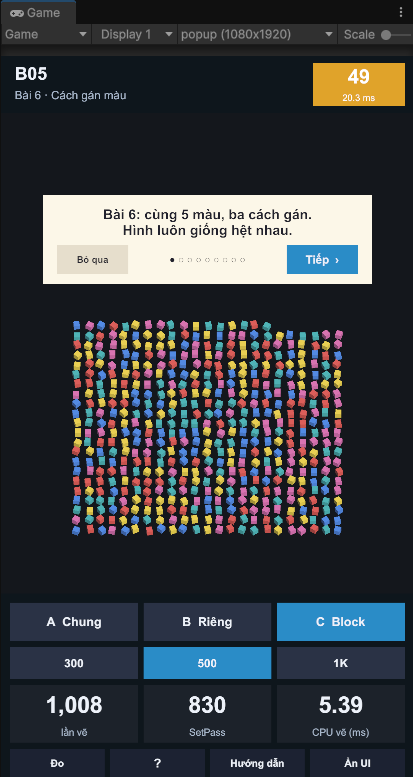 Game
Game
Display 1
popup (1080x1920)
Scale
B05
Bài 6 · Cách gán màu
49
20.3 ms
Bài 6: cùng 5 màu, ba cách gán.
Hình luôn giống hệt nhau.
Bỏ qua
Tiếp ›
A Chung
B Riêng
C Block
300
500
1K
1,008
830
5.39
lần vẽ
SetPass
CPU vẽ (ms)
Đo
?
Hướng dẫn
Ẩn UI